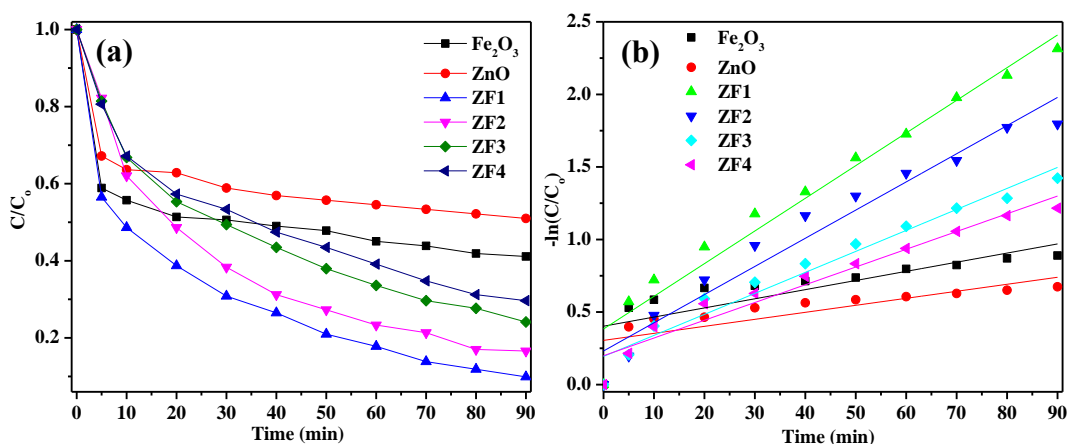 (a)
C/Cₒ
1.0
0.8
0.6
0.4
0.2
0 10 20 30 40 50 60 70 80 90
Time (min)
Fe₂O₃
ZnO
ZF1
ZF2
ZF3
ZF4
(b)
-ln(C/Cₒ)
2.5
2.0
1.5
1.0
0.5
0.0
0 10 20 30 40 50 60 70 80 90
Time (min)
Fe₂O₃
ZnO
ZF1
ZF2
ZF3
ZF4